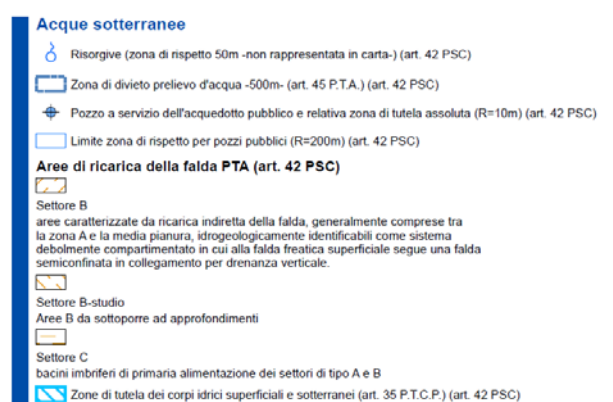 Acque sotterranee
Risorgive (zona di rispetto 50m -non rappresentata in carta-) (art. 42 PSC)
Zona di divieto prelievo d'acqua -500m- (art. 45 P.T.A.) (art. 42 PSC)
Pozzo a servizio dell'acquedotto pubblico e relativa zona di tutela assoluta (R=10m) (art. 42 PSC)
Limite zona di rispetto per pozzi pubblici (R=200m) (art. 42 PSC)
Aree di ricarica della falda PTA (art. 42 PSC)
Settore B
aree caratterizzate da ricarica indiretta della falda, generalmente comprese tra
la zona A e la media pianura, idrogeologicamente identificabili come sistema
debolmente compartimentato in cui alla falda freatica superficiale segue una falda
semiconfinata in collegamento per drenanza verticale.
Settore B-studio
Aree B da sottoporre ad approfondimenti
Settore C
bacini imbriferi di primaria alimentazione dei settori di tipo A e B
Zone di tutela dei corpi idrici superficiali e sotterranei (art. 35 P.T.C.P.) (art. 42 PSC)